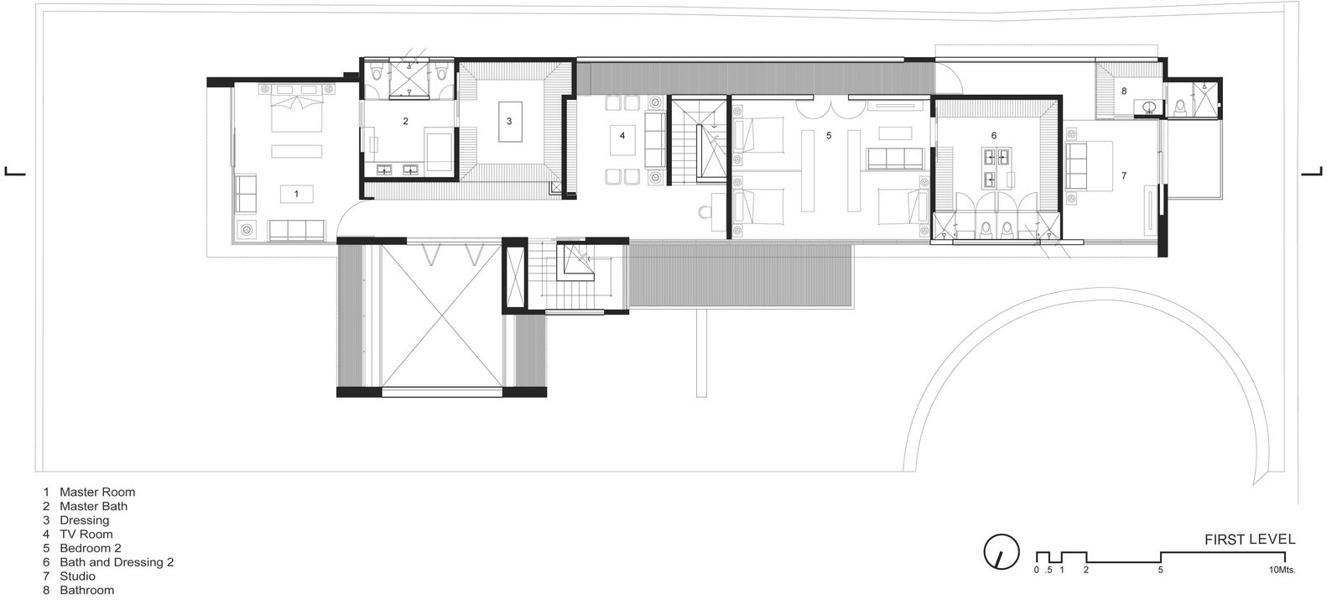 8
2
3
4
5
6
7
1
1 Master Room
2 Master Bath
3 Dressing
4 TV Room
5 Bedroom 2
6 Bath and Dressing 2
7 Studio
8 Bathroom
FIRST LEVEL
0 .5 1 2 5 10Mts.